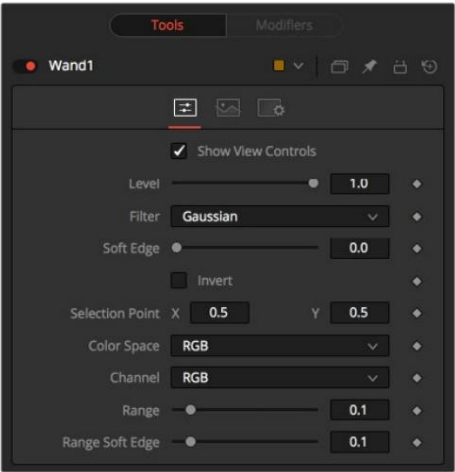 Tools Modifiers
Wand1
Show View Controls
Level 1.0
Filter Gaussian
Soft Edge 0.0
Invert
Selection Point X 0.5 Y 0.5
Color Space RGB
Channel RGB
Range 0.1
Range Soft Edge 0.1